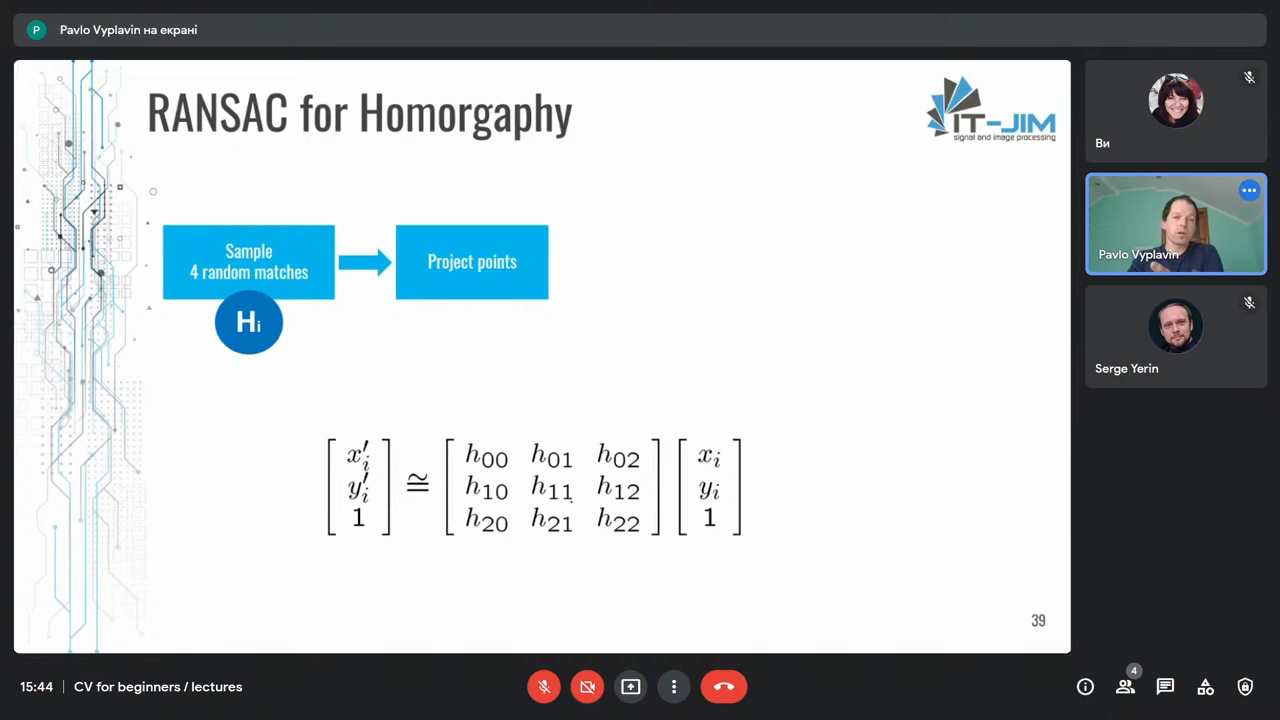 P Pavlo Vyplavin на екрані
RANSAC for Homorgaphy
IT-JIM
signal and image processing
Sample
4 random matches
Project points
Hi
x′i h00 h01 h02 xi
y′i ≅ h10 h11 h12 yi
1 h20 h21 h22 1
39
Ви
Pavlo Vyplavin
Serge Yerin
15:44 | CV for beginners / lectures
4